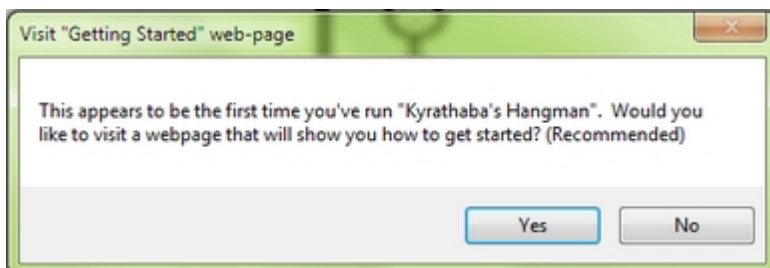 Visit "Getting Started" web-page
This appears to be the first time you've run "Kyrathaba's Hangman".  Would you
like to visit a webpage that will show you how to get started? (Recommended)
Yes
No